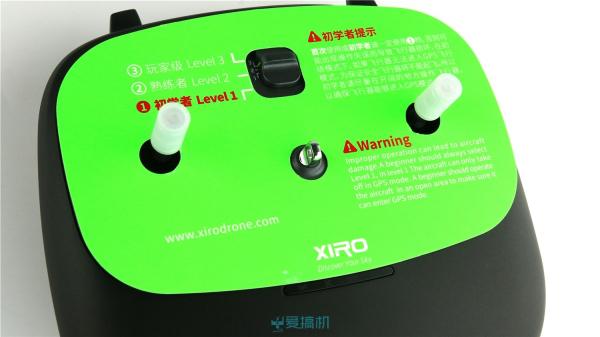 ③ 玩家级 Level 3
② 熟练者 Level 2
① 初学者 Level 1
初学者提示
Warning
Improper operation can lead to aircraft
damage.A beginner should always select
Level 1, in level 1 The aircraft can only take
off in GPS mode. A beginner should operate
the aircraft in an open area to make sure it
can enter GPS mode.
www.xirodrone.com
XIRO
Discover Your Sky
爱搞机